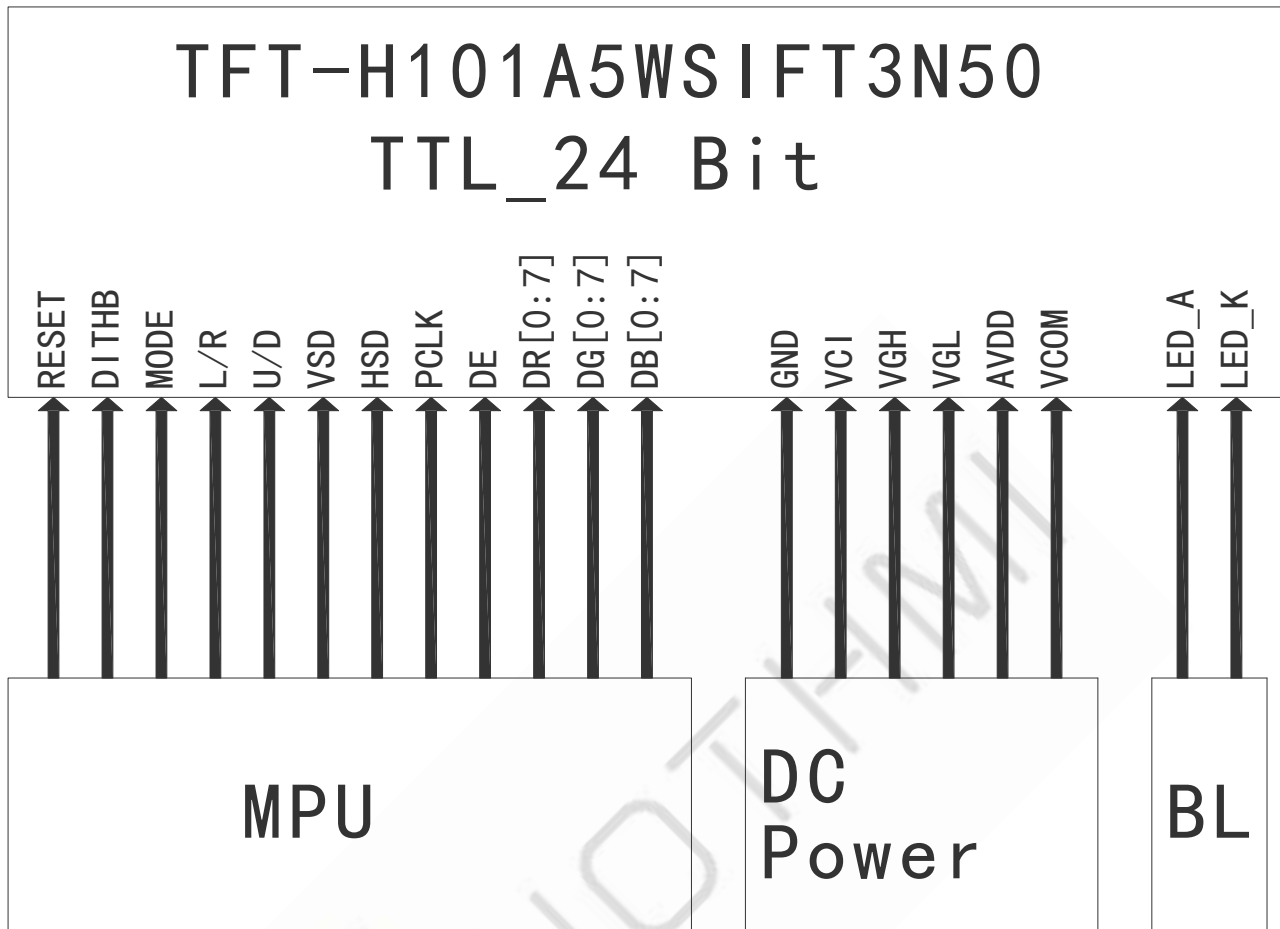 TFT-H101A5WSIFT3N50
TTL_24 Bit
RESET
DITHB
MODE
L/R
U/D
VSD
HSD
PCLK
DE
DR[0:7]
DG[0:7]
DB[0:7]
GND
VCI
VGH
VGL
AVDD
VCOM
LED_A
LED_K
MPU
DC
Power
BL